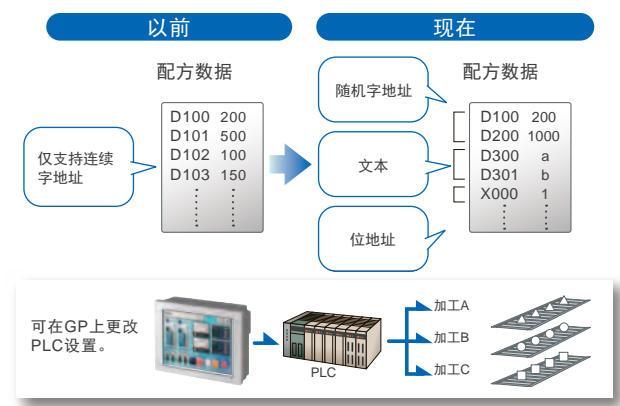 以前
现在
配方数据
配方数据
随机字地址
D100 200
D101 500
D102 100
D103 150
仅支持连续
字地址
文本
位地址
D100 200
D200 1000
D300 a
D301 b
X000 1
可在GP上更改
PLC设置。
PLC
加工A
加工B
加工C